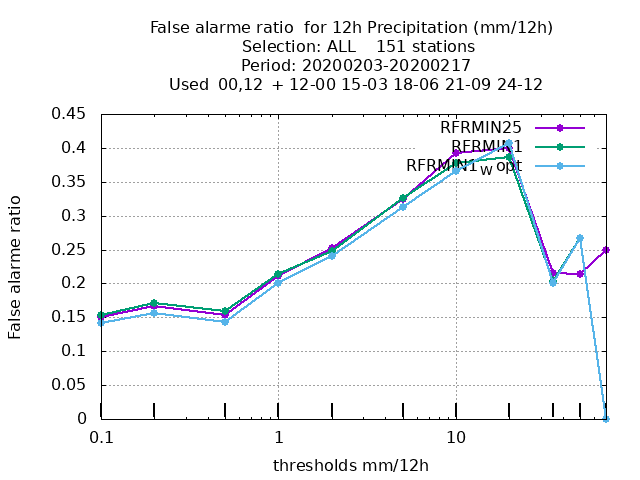 False alarme ratio  for 12h Precipitation (mm/12h)
Selection: ALL    151 stations
Period: 20200203-20200217
Used  00,12  + 12-00 15-03 18-06 21-09 24-12
False alarme ratio
0.45
0.4
0.35
0.3
0.25
0.2
0.15
0.1
0.05
0
RFRMIN25
RFRMIN1
RFRMIN1_W opt
0.1
1
10
thresholds mm/12h